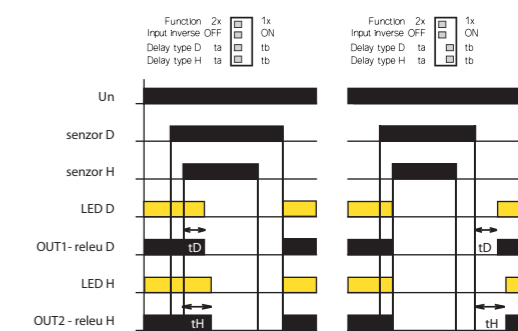 Function 2x 1x
Input inverse OFF ON
Delay type D ta tb
Delay type H ta tb
Function 2x 1x
Input inverse OFF ON
Delay type D ta tb
Delay type H ta tb
Un
senzor D
senzor H
LED D
OUT1- releu D
tD
tD
LED H
OUT2 - releu H
tH
tH